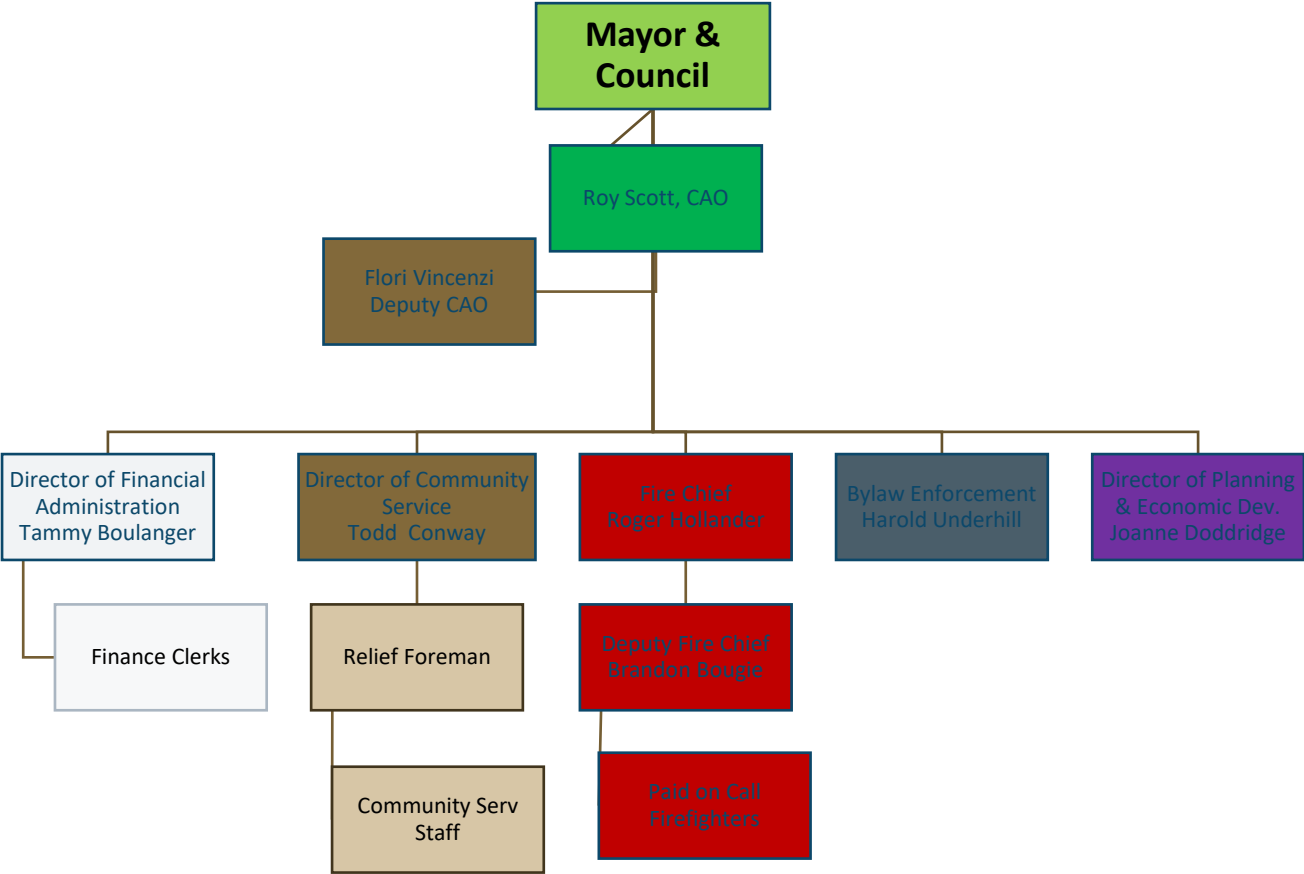 Mayor &
Council
Roy Scott, CAO
Flori Vincenzi
Deputy CAO
Director of Financial
Administration
Tammy Boulanger
Director of Community
Service
Todd  Conway
Fire Chief
Roger Hollander
Bylaw Enforcement
Harold Underhill
Director of Planning
& Economic Dev.
Joanne Doddridge
Finance Clerks
Relief Foreman
Deputy Fire Chief
Brandon Bougie
Community Serv
Staff
Paid on Call
Firefighters